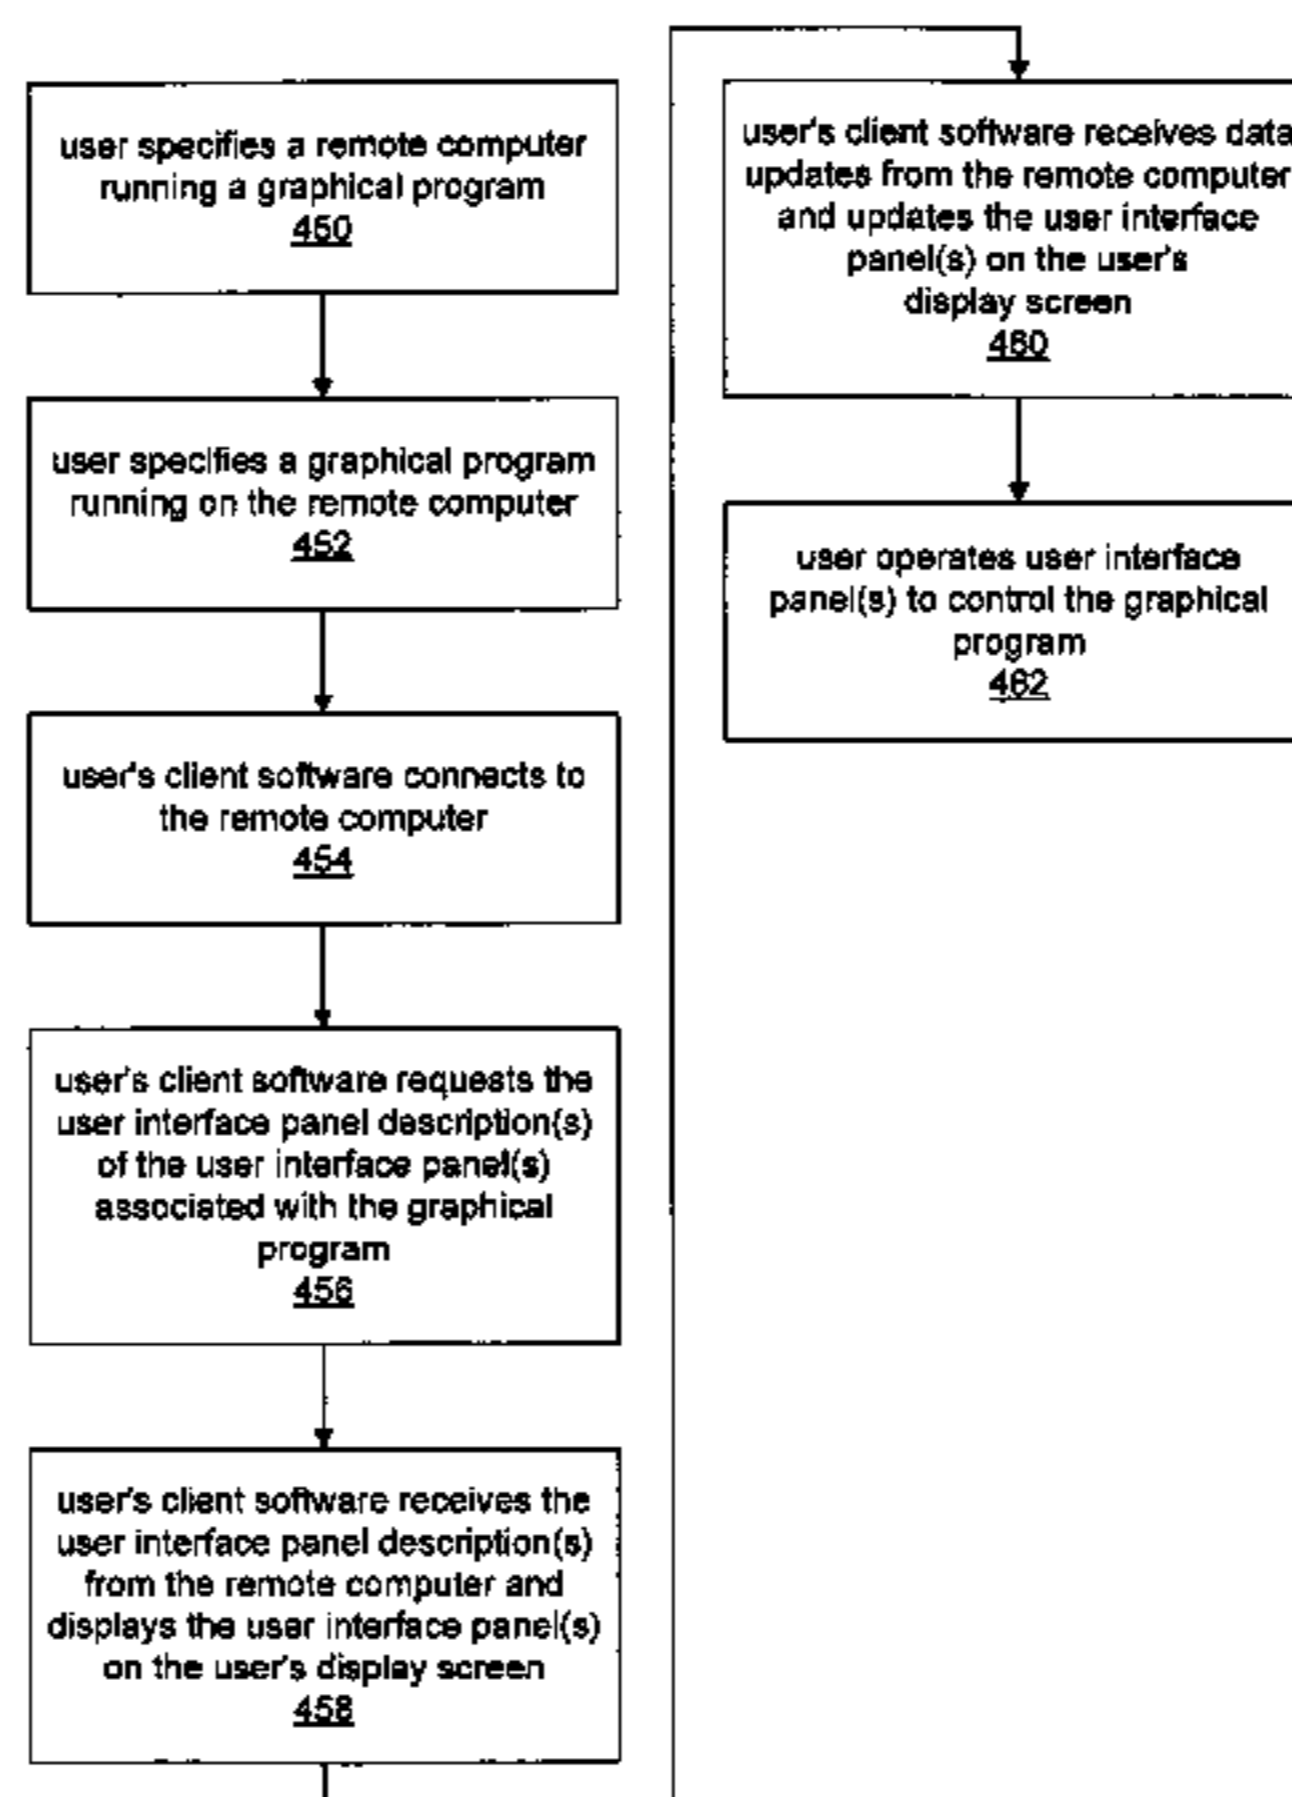 user specifies a remote computer
running a graphical program
450
user specifies a graphical program
running on the remote computer
452
user's client software connects to
the remote computer
454
user's client software requests the
user interface panel description(s)
of the user interface panel(s)
associated with the graphical
program
456
user's client software receives the
user interface panel description(s)
from the remote computer and
displays the user interface panel(s)
on the user's display screen
458
user's client software receives data
updates from the remote computer
and updates the user interface
panel(s) on the user's
display screen
460
user operates user interface
panel(s) to control the graphical
program
462